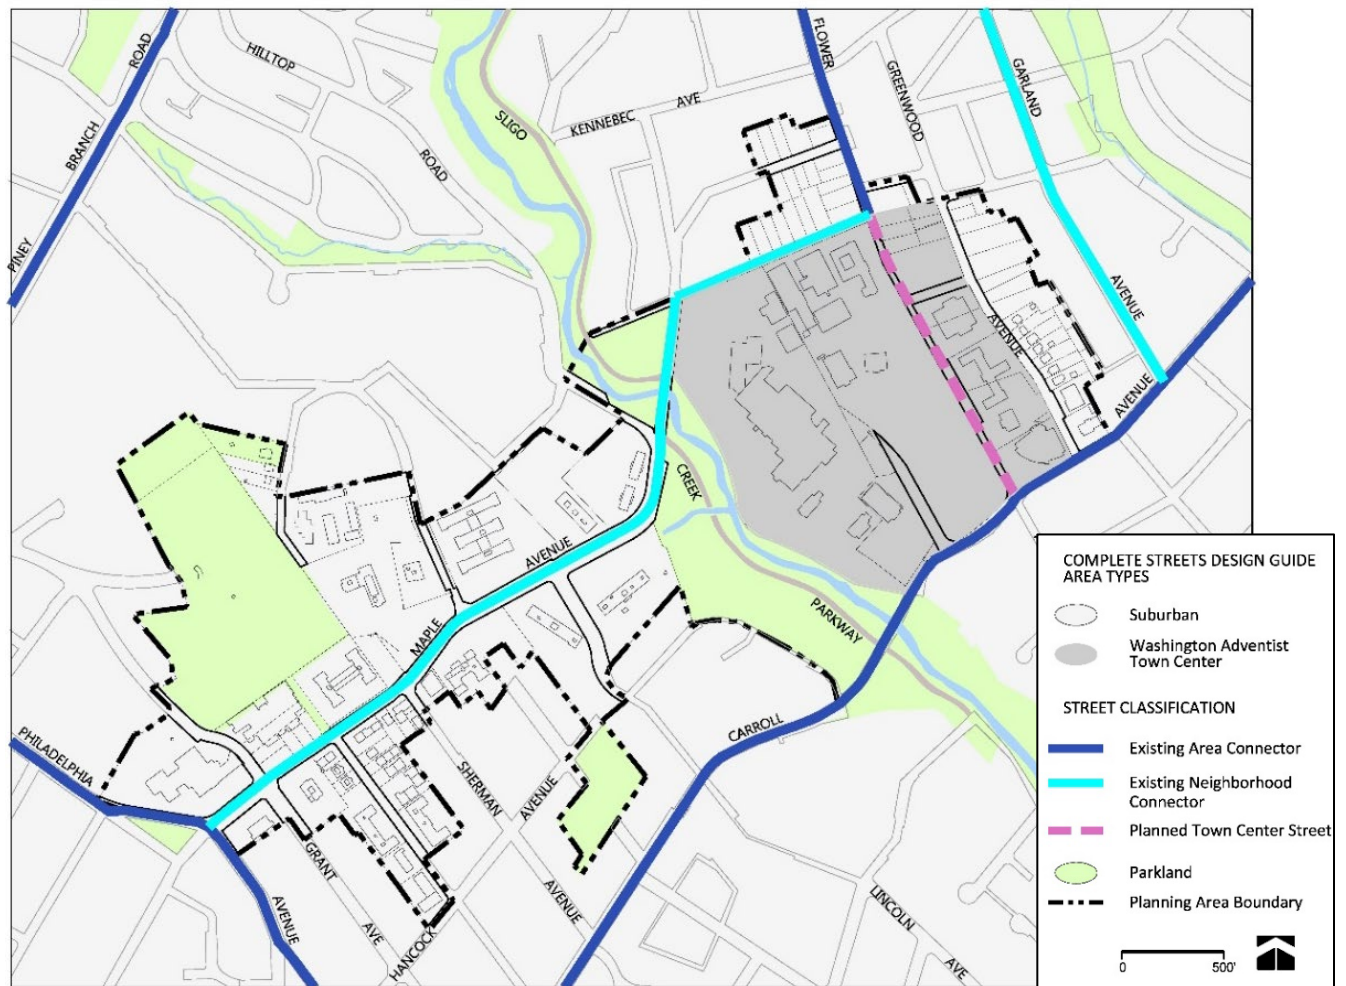 ROAD
HILLTOP
FLOWER
GREENWOOD
GARLAND
BRANCH
SLIGO
KENNEBEC
AVE
ROAD
PINEY
AVENUE
AVENUE
AVENUE
CREEK
AVENUE
PARKWAY
MAPLE
CARROLL
PHILADELPHIA
SHERMAN
AVENUE
GRANT
AVENUE
AVENUE
AVE
HANCOCK
LINCOLN
AVE
COMPLETE STREETS DESIGN GUIDE
AREA TYPES
Suburban
Washington Adventist
Town Center
STREET CLASSIFICATION
Existing Area Connector
Existing Neighborhood
Connector
Planned Town Center Street
Parkland
Planning Area Boundary
0 500'